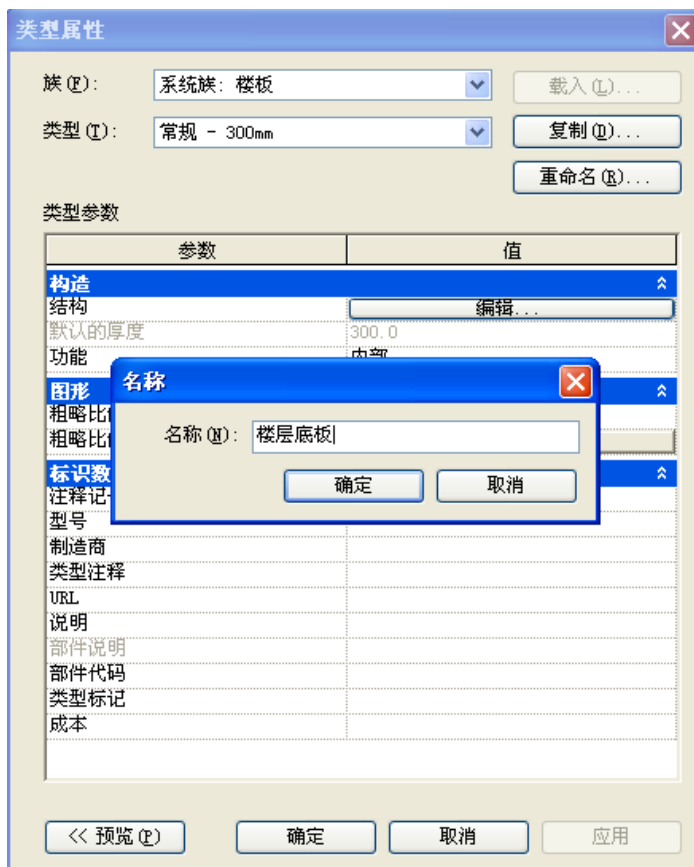 类型属性
族(F): 系统族: 楼板 载入(L)...
类型(T): 常规 - 300mm 复制(D)...
重命名(R)...
类型参数
参数 值
构造
结构 编辑...
默认的厚度 300.0
功能 内部
图形
粗略比
粗略比
标识数
注释记
型号
制造商
类型注释
URL
说明
部件说明
部件代码
类型标记
成本
名称
名称(N): 楼层底板
确定 取消
<< 预览(P) 确定 取消 应用